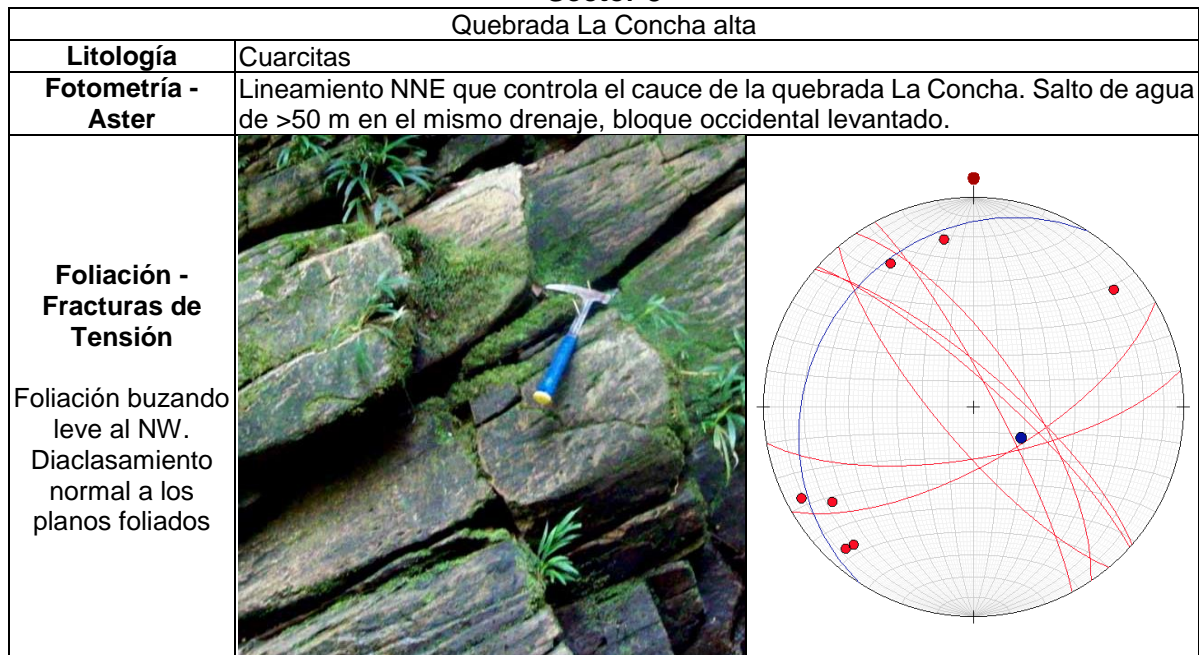 Quebrada La Concha alta
Litología
Cuarcitas
Fotometría -
Aster
Lineamiento NNE que controla el cauce de la quebrada La Concha. Salto de agua
de >50 m en el mismo drenaje, bloque occidental levantado.
Foliación -
Fracturas de
Tensión
Foliación buzando
leve al NW.
Diaclasamiento
normal a los
planos foliados